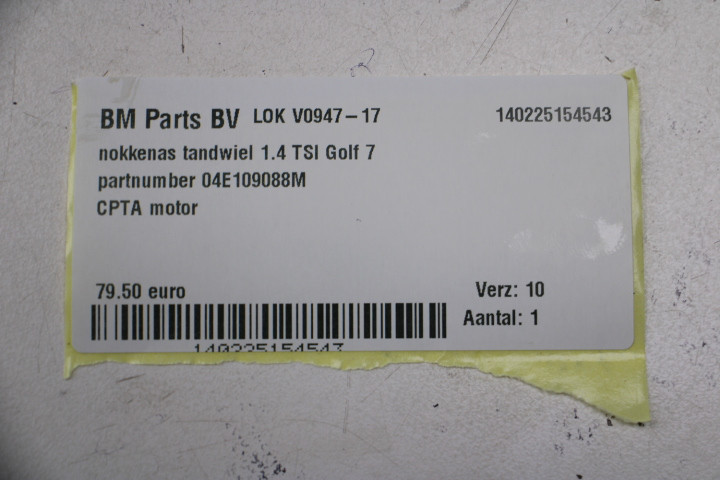 BM Parts BV LOK V0947-17 140225154543
nokkenas tandwiel 1.4 TSI Golf 7
partnumber 04E109088M
CPTA motor
79.50 euro Verz: 10
Aantal: 1
140225154543